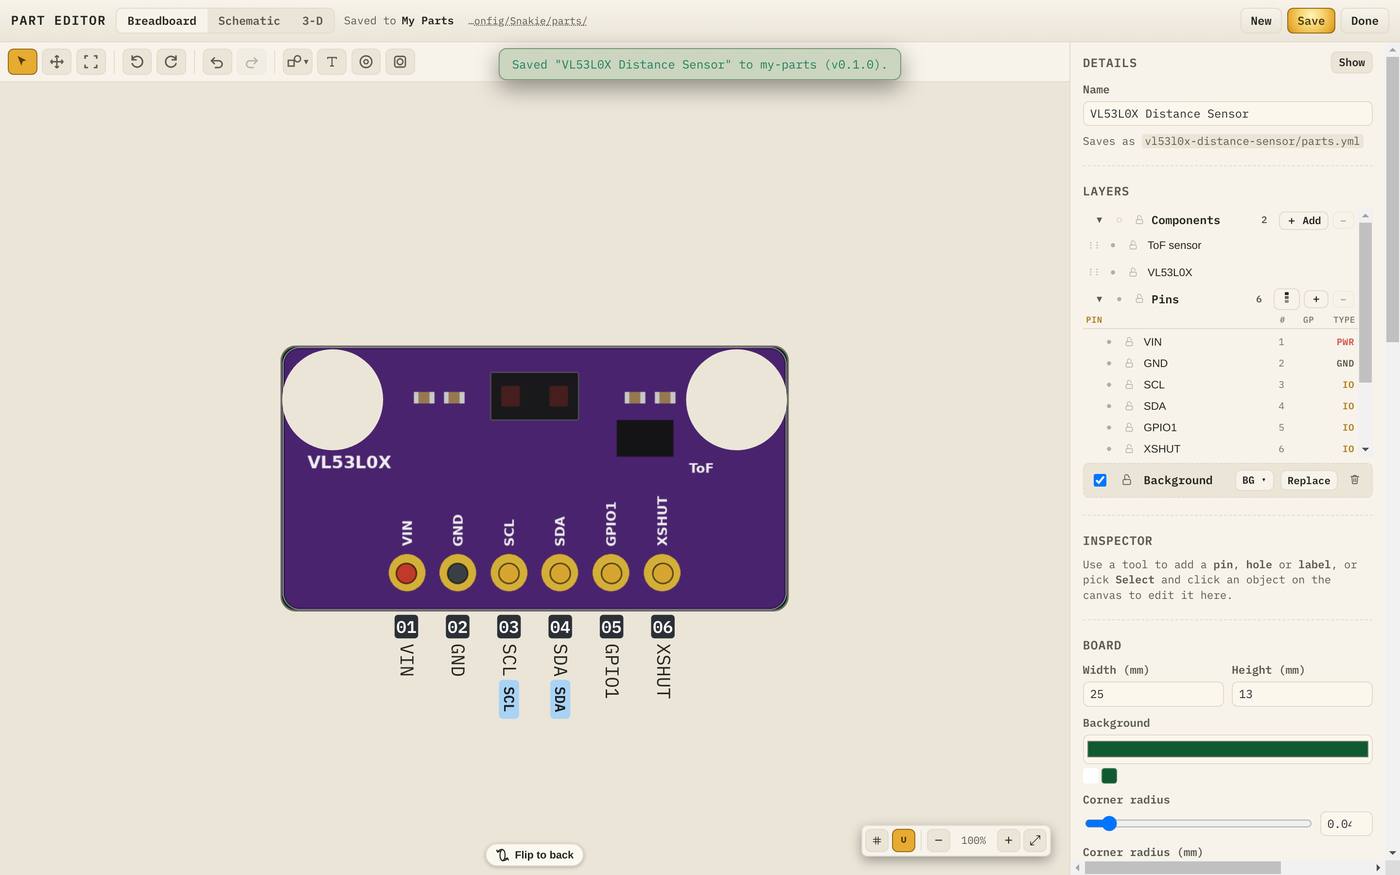 PART EDITOR
Breadboard
Schematic
3-D
Saved to My Parts
…onfig/Snakie/parts/
New
Save
Done
T
Saved "VL53L0X Distance Sensor" to my-parts (v0.1.0).
DETAILS
Show
Name
VL53L0X Distance Sensor
Saves as vl53l0x-distance-sensor/parts.yml
LAYERS
Components 2 + Add −
ToF sensor
VL53L0X
Pins 6 + −
PIN # GP TYPE
VIN 1 PWR
GND 2 GND
SCL 3 IO
SDA 4 IO
GPIO1 5 IO
XSHUT 6 IO
Background BG Replace
INSPECTOR
Use a tool to add a pin, hole or label, or
pick Select and click an object on the
canvas to edit it here.
BOARD
Width (mm) Height (mm)
25 13
Background
Corner radius
0.04
Corner radius (mm)
VL53L0X
ToF
VIN GND SCL SDA GPIO1 XSHUT
01 02 03 04 05 06
VIN GND SCL SDA GPIO1 XSHUT
SCL SDA
Flip to back
# U − 100% +